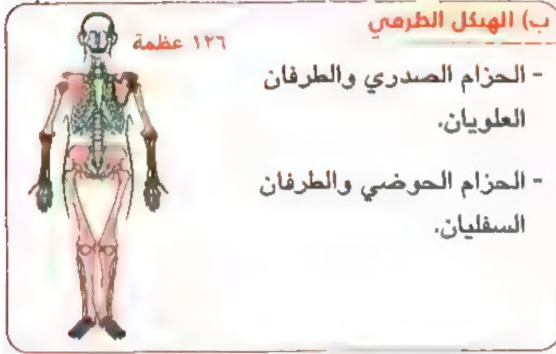 ب) الهيكل الطرفي
١٢٦ عظمة
- الحزام الصدري والطرفان
العلويان.
- الحزام الحوضي والطرفان
السفليان.